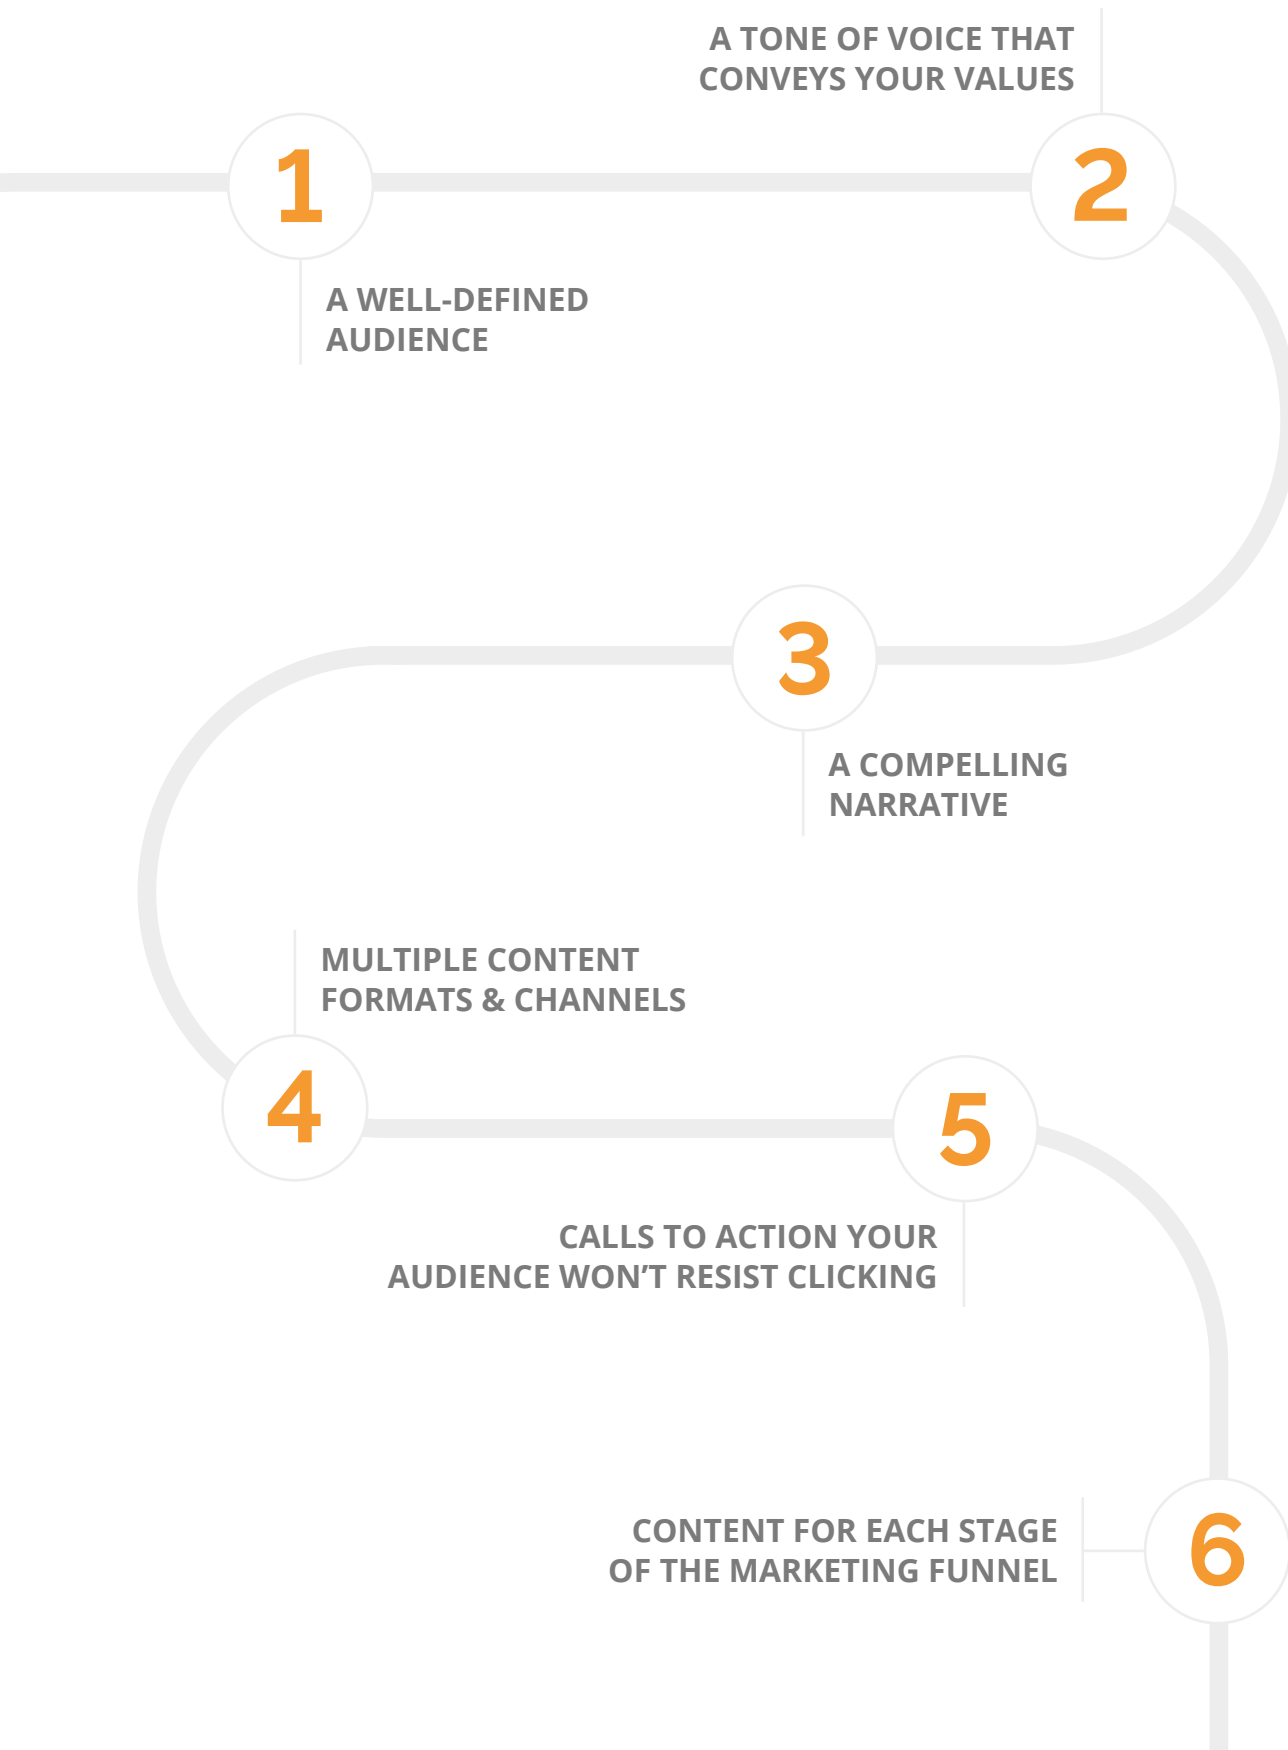 1
A WELL-DEFINED
AUDIENCE
A TONE OF VOICE THAT
CONVEYS YOUR VALUES
2
3
A COMPELLING
NARRATIVE
MULTIPLE CONTENT
FORMATS & CHANNELS
4
5
CALLS TO ACTION YOUR
AUDIENCE WON’T RESIST CLICKING
CONTENT FOR EACH STAGE
OF THE MARKETING FUNNEL
6